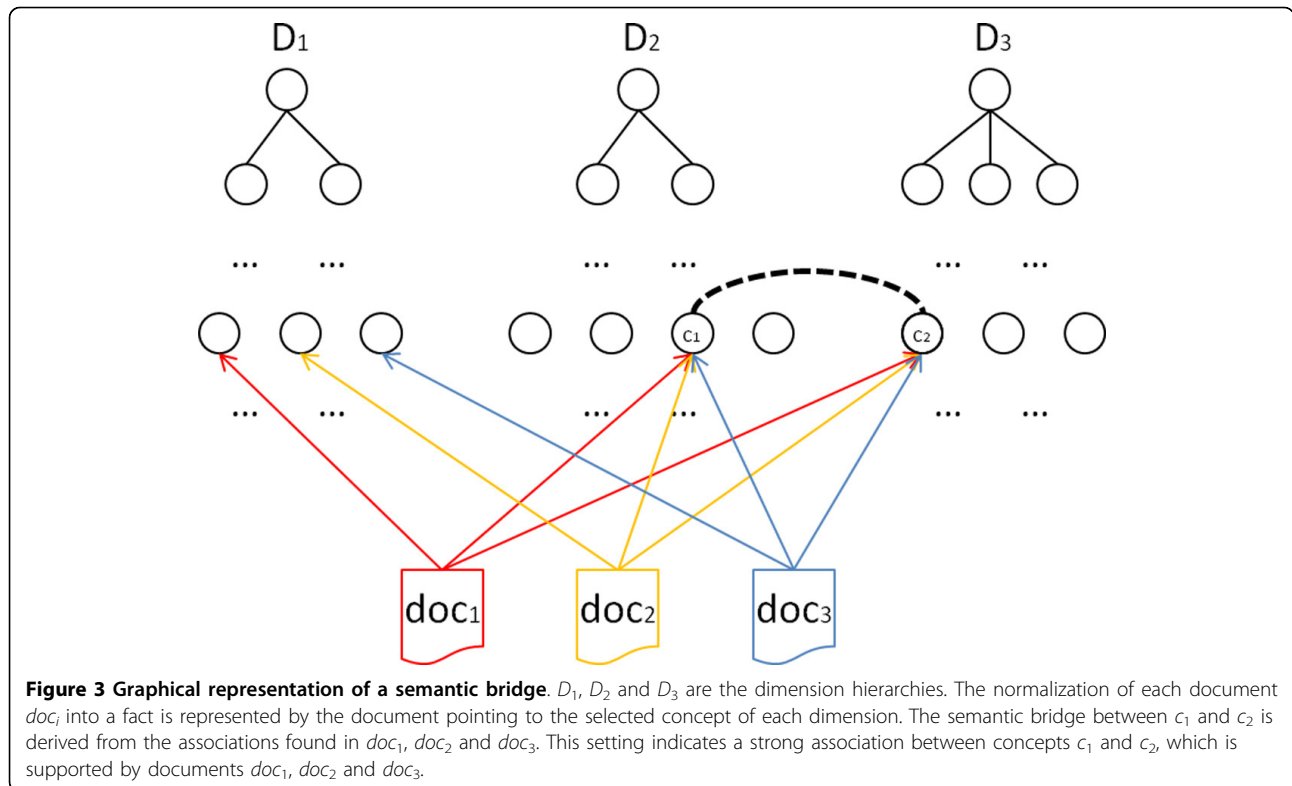 D1 D2 D3
... ... ... ... ... ...
c1 c2
... ... ... ... ... ...
doc1 doc2 doc3
Figure 3 Graphical representation of a semantic bridge. D1, D2 and D3 are the dimension hierarchies. The normalization of each document
doci into a fact is represented by the document pointing to the selected concept of each dimension. The semantic bridge between c1 and c2 is
derived from the associations found in doc1, doc2 and doc3. This setting indicates a strong association between concepts c1 and c2, which is
supported by documents doc1, doc2 and doc3.